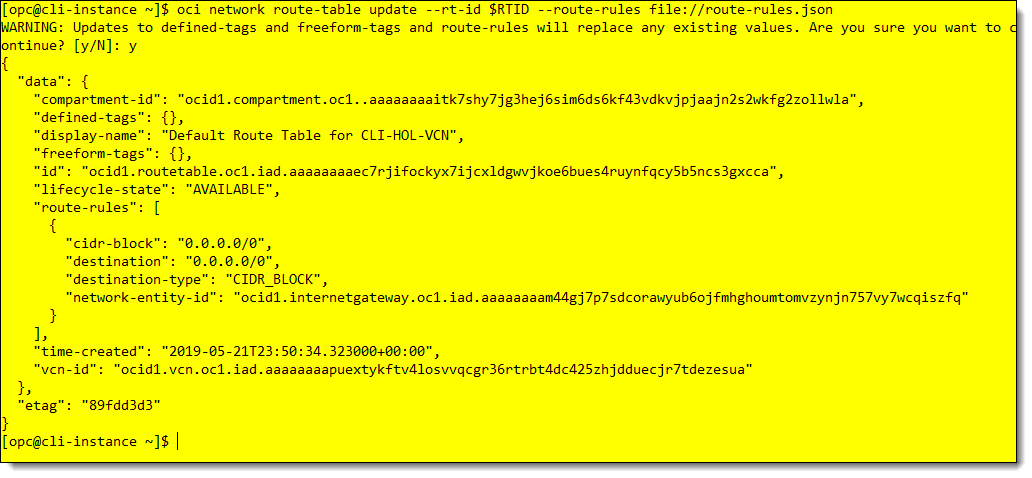 [opc@cli-instance ~]$ oci network route-table update --rt-id $RTID --route-rules file://route-rules.json
WARNING: Updates to defined-tags and freeform-tags and route-rules will replace any existing values. Are you sure you want to c
ontinue? [y/N]: y
{
  "data": {
    "compartment-id": "ocid1.compartment.oc1..aaaaaaaaitk7shy7jg3hej6sim6ds6kf43vdkvjpjaajn2s2wkfg2zollwla",
    "defined-tags": {},
    "display-name": "Default Route Table for CLI-HOL-VCN",
    "freeform-tags": {},
    "id": "ocid1.routetable.oc1.iad.aaaaaaaaec7rjifockyx7ijcxldgwvjkoe6bues4ruynfqcy5b5ncs3gxcca",
    "lifecycle-state": "AVAILABLE",
    "route-rules": [
      {
        "cidr-block": "0.0.0.0/0",
        "destination": "0.0.0.0/0",
        "destination-type": "CIDR_BLOCK",
        "network-entity-id": "ocid1.internetgateway.oc1.iad.aaaaaaaam44gj7p7sdcorawyub6ojfmhghoumtomvzynjn757vy7wcqiszfq"
      }
    ],
    "time-created": "2019-05-21T23:50:34.323000+00:00",
    "vcn-id": "ocid1.vcn.oc1.iad.aaaaaaaapuextykftv4losvvqcgr36rtrbt4dc425zhjdduecjr7tdezesua"
  },
  "etag": "89fdd3d3"
}
[opc@cli-instance ~]$